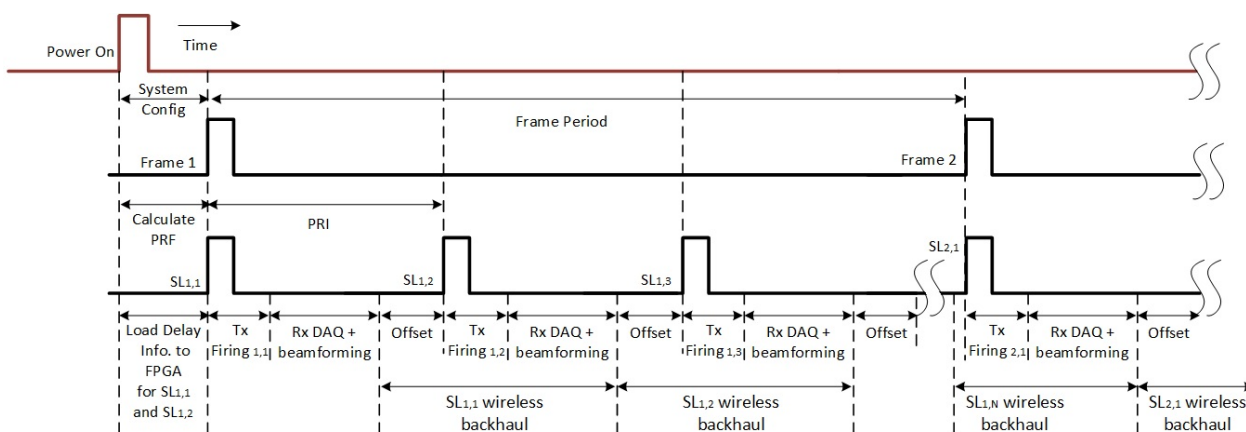 Power On
Time
System
Config
Frame Period
Frame 1
Frame 2
Calculate
PRF
PRI
SL1,1
SL1,2
SL1,3
SL2,1
Load Delay
Info. to
FPGA
for SL1,1
and SL1,2
Tx
Firing 1,1
Rx DAQ +
beamforming
Offset
Tx
Firing 1,2
Rx DAQ +
beamforming
Offset
Tx
Firing 1,3
Rx DAQ +
beamforming
Offset
Tx
Firing 2,1
Rx DAQ +
beamforming
Offset
SL1,1 wireless
backhaul
SL1,2 wireless
backhaul
SL1,N wireless
backhaul
SL2,1 wireless
backhaul